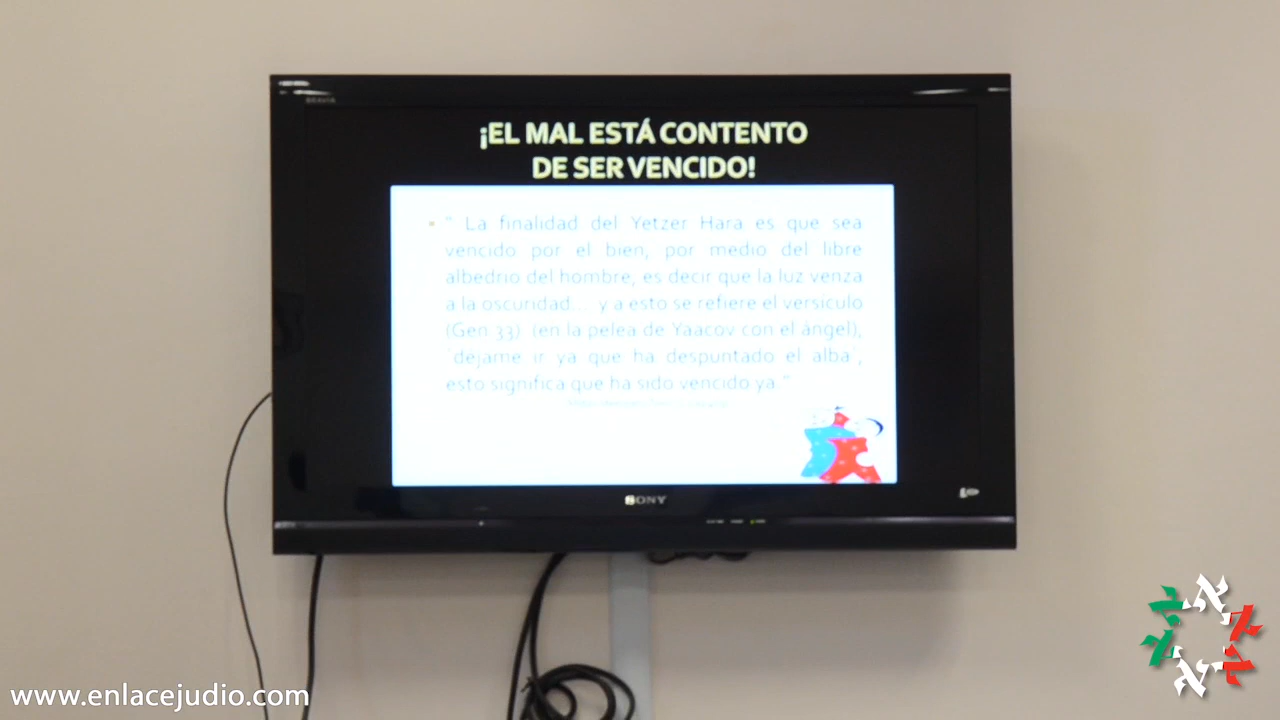 BRAVIA
¡EL MAL ESTÁ CONTENTO
DE SER VENCIDO!
• " La finalidad del Yetzer Hara es que sea
vencido por el bien, por medio del libre
albedrio del hombre, es decir que la luz venza
a la oscuridad... y a esto se refiere el versículo
(Gen 33) (en la pelea de Yaacov con el ángel),
`déjame ir ya que ha despuntado el alba`,
esto significa que ha sido vencido ya."
SONY
www.enlacejudio.com